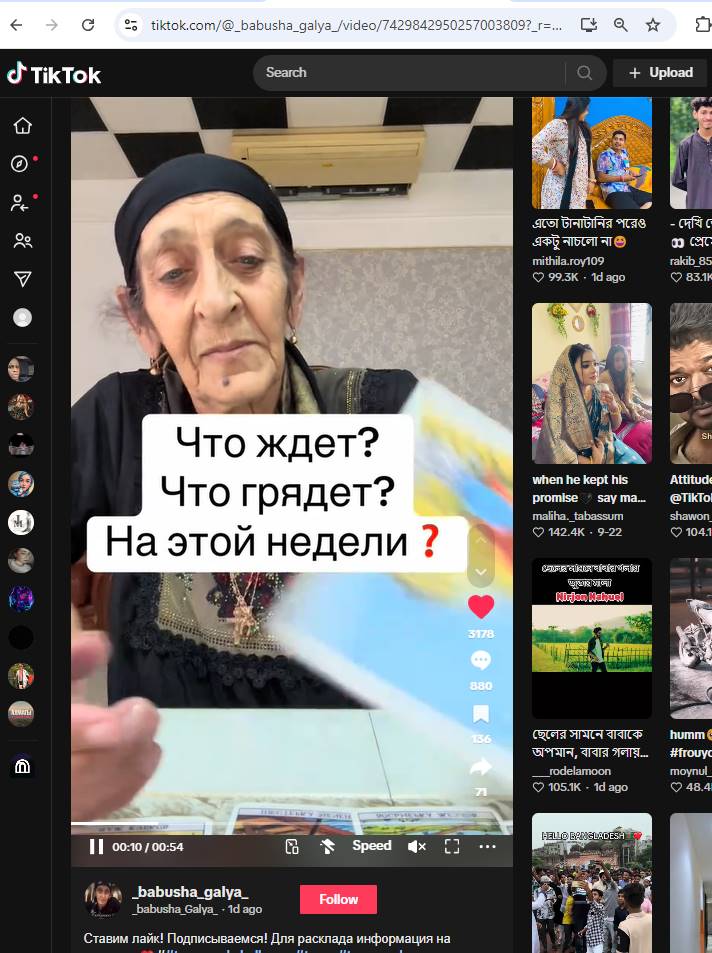 tiktok.com/@_babusha_galya_/video/7429842950257003809?_r=...
TikTok
Search
Upload
Что ждет?
Что грядет?
На этой недели ❓
3178
880
136
71
00:10 / 00:54
Speed
_babusha_galya_
_babusha_Galya_ · 1d ago
Follow
Ставим лайк! Подписываемся! Для расклада информация на
এতো টানাটানির পরেও
একটু নাচলো না😆
mithila.roy109
99.3K · 1d ago
- দেখি
👀
rakib_85
83.1K
when he kept his
promise🖤 say ma...
maliha._tabassum
142.4K · 9-22
Attitude
@TikTok
shawon_
104.1
Nirjon Nahuel
ছেলের সামনে বাবাকে
অপমান, বাবার গলায়...
___rodelamoon
105.1K · 1d ago
humm
#frouyo
moynul_
48.4
HELLO BANGLADESH